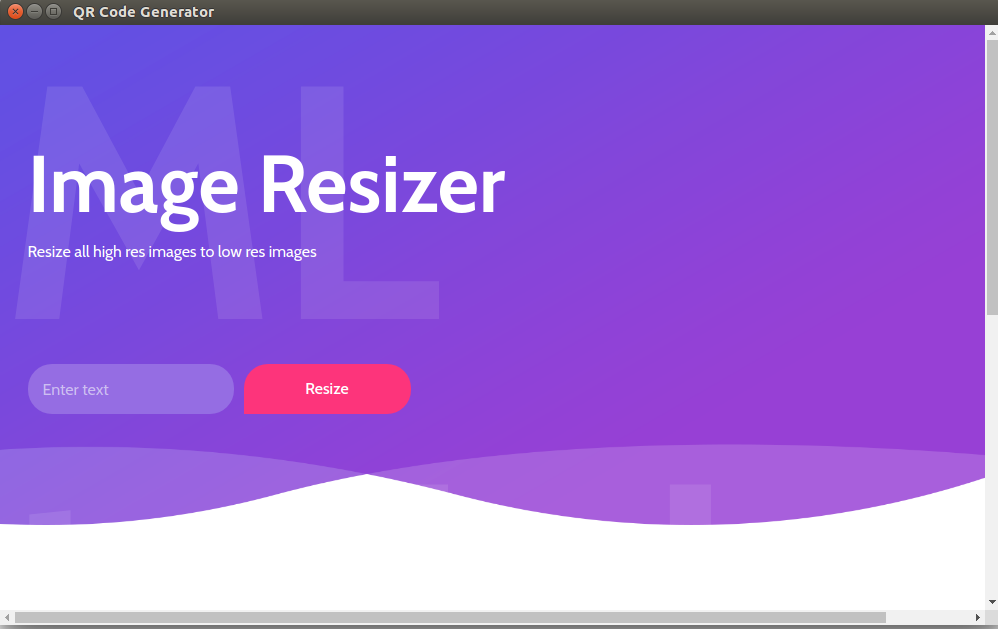 QR Code Generator
ML
Image Resizer
Resize all high res images to low res images
Enter text
Resize